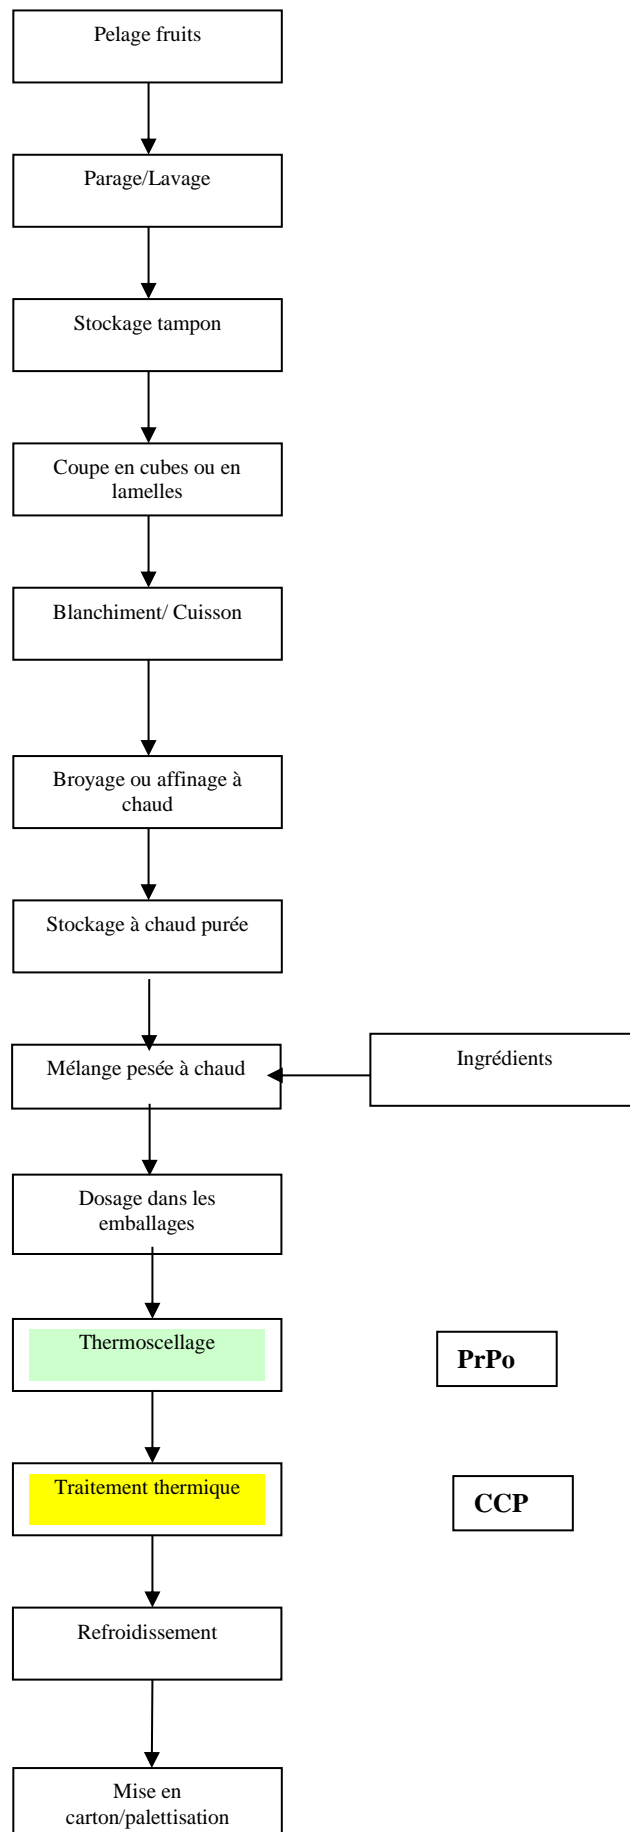 Pelage fruits
Parage/Lavage
Stockage tampon
Coupe en cubes ou en
lamelles
Blanchiment/ Cuisson
Broyage ou affinage à
chaud
Stockage à chaud purée
Mélange pesée à chaud
Ingrédients
Dosage dans les
emballages
Thermoscellage
PrPo
Traitement thermique
CCP
Refroidissement
Mise en
carton/palettisation